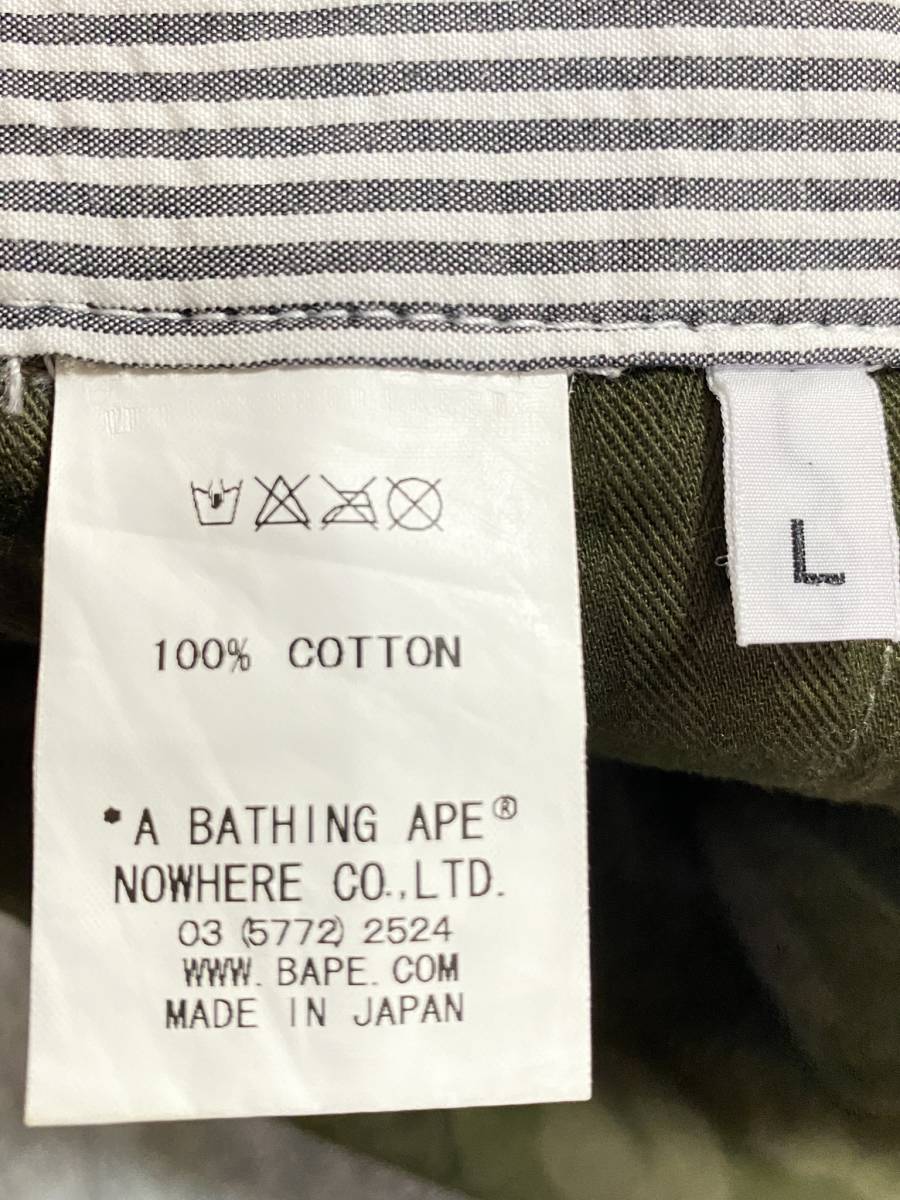 100% COTTON
*A BATHING APE®
NOWHERE CO.,LTD.
03 (5772) 2524
WWW.BAPE.COM
MADE IN JAPAN
L